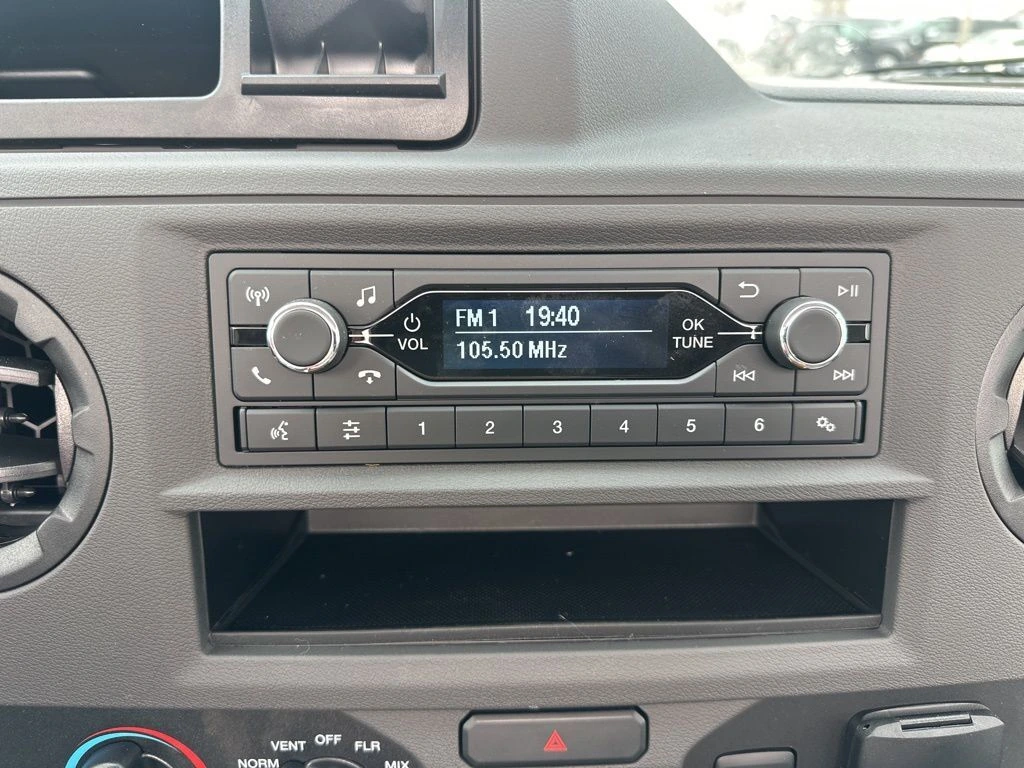 FM 1 19:40
105.50 MHz
VOL
OK
TUNE
1 2 3 4 5 6
NORM VENT OFF FLR MIX